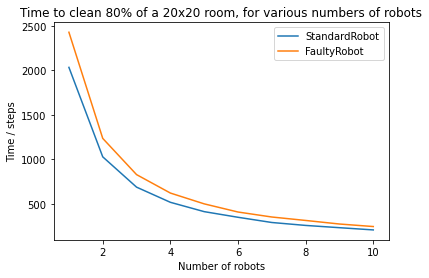 Time to clean 80% of a 20x20 room, for various numbers of robots
StandardRobot
FaultyRobot
2500
2000
1500
1000
500
Time / steps
2 4 6 8 10
Number of robots